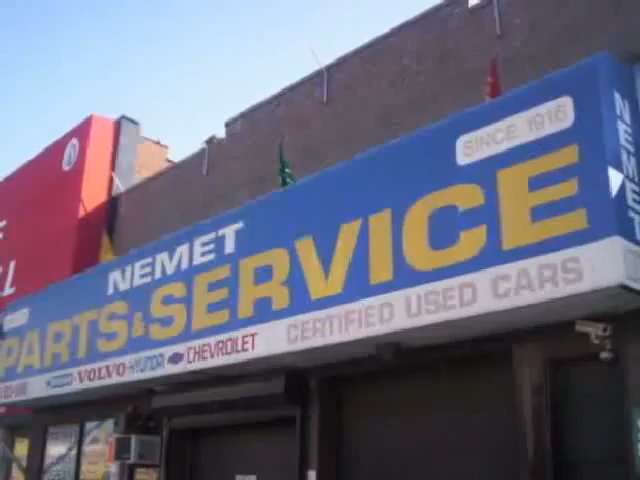 SINCE 1916
NEMET
NEMET
PARTS & SERVICE
VOLVO HYUNDAI CHEVROLET
CERTIFIED USED CARS